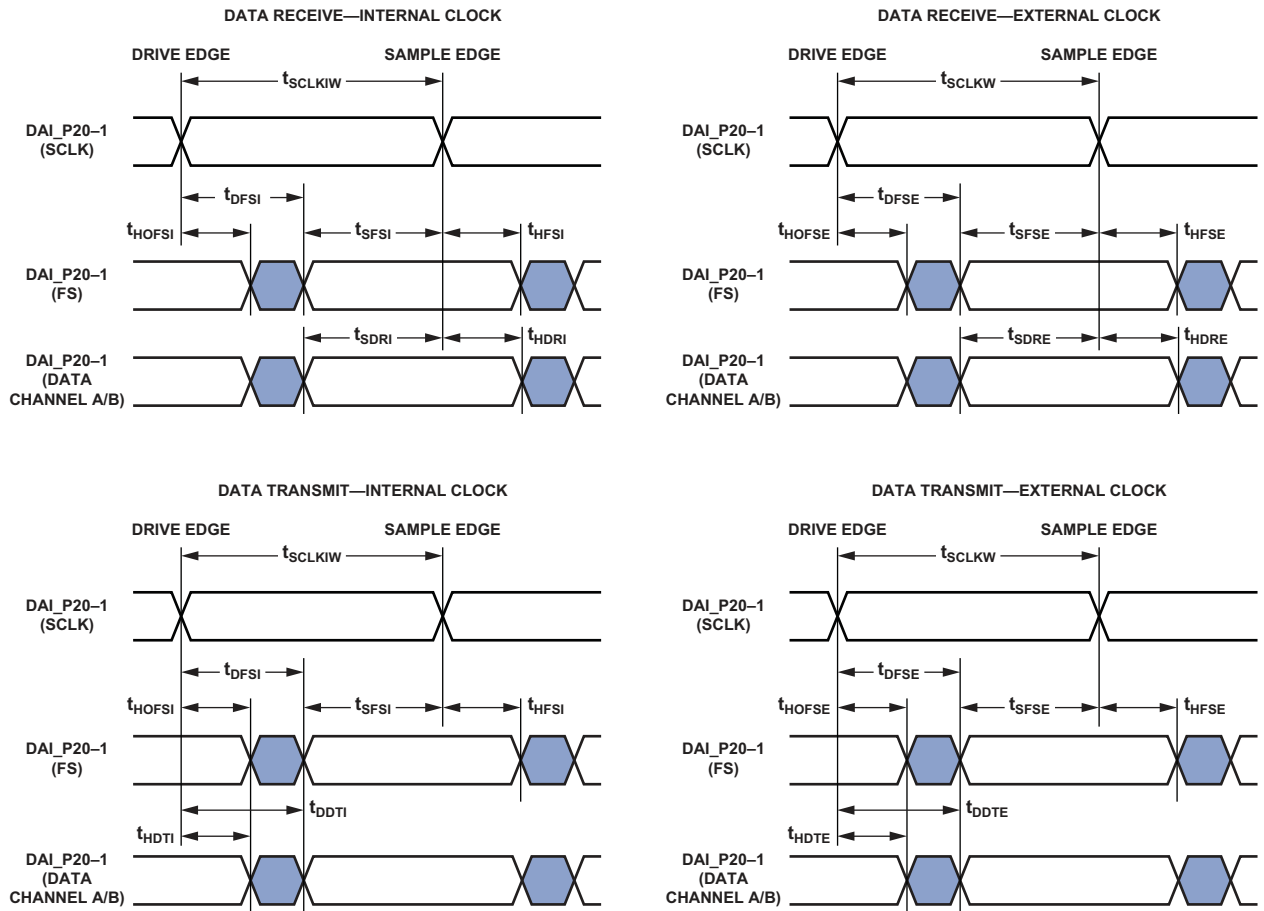 DATA RECEIVE—INTERNAL CLOCK
DRIVE EDGE
SAMPLE EDGE
tSCLKIW
DAI_P20–1
(SCLK)
tDFSI
tHOFSI
tSFSI
tHFSI
DAI_P20–1
(FS)
tSDRI
tHDRI
DAI_P20–1
(DATA
CHANNEL A/B)
DATA RECEIVE—EXTERNAL CLOCK
DRIVE EDGE
SAMPLE EDGE
tSCLKW
DAI_P20–1
(SCLK)
tDFSE
tHOFSE
tSFSE
tHFSE
DAI_P20–1
(FS)
tSDRE
tHDRE
DAI_P20–1
(DATA
CHANNEL A/B)
DATA TRANSMIT—INTERNAL CLOCK
DRIVE EDGE
SAMPLE EDGE
tSCLKIW
DAI_P20–1
(SCLK)
tDFSI
tHOFSI
tSFSI
tHFSI
DAI_P20–1
(FS)
tDDTI
tHDTI
DAI_P20–1
(DATA
CHANNEL A/B)
DATA TRANSMIT—EXTERNAL CLOCK
DRIVE EDGE
SAMPLE EDGE
tSCLKW
DAI_P20–1
(SCLK)
tDFSE
tHOFSE
tSFSE
tHFSE
DAI_P20–1
(FS)
tDDTE
tHDTE
DAI_P20–1
(DATA
CHANNEL A/B)